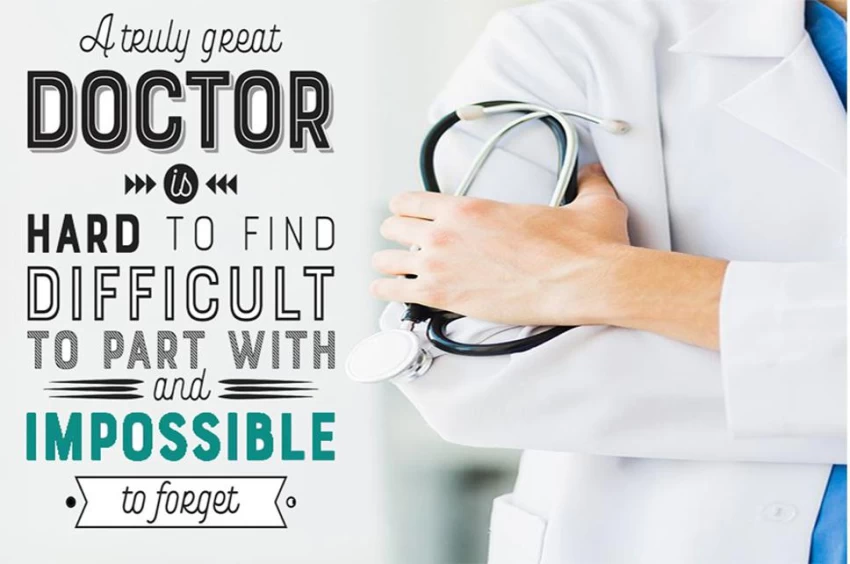 A truly great
DOCTOR
is
HARD TO FIND
DIFFICULT
TO PART WITH
and
IMPOSSIBLE
to forget